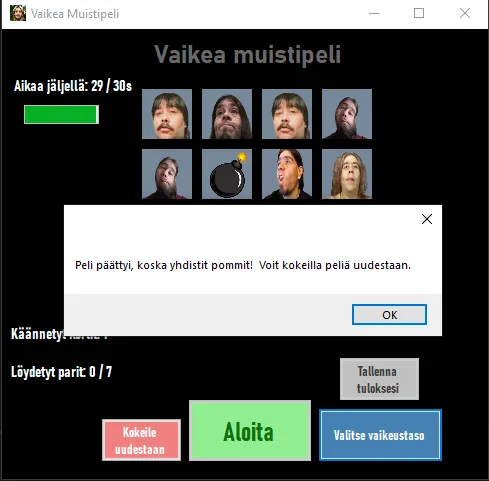 Vaikea Muistipeli
Vaikea muistipeli
Aikaa jäljellä: 29 / 30s
Peli päättyi, koska yhdistit pommit!  Voit kokeilla peliä uudestaan.
OK
Käännetyt
Löydetyt parit: 0 / 7
Tallenna
tuloksesi
Kokeile
uudestaan
Aloita
Valitse vaikeustaso